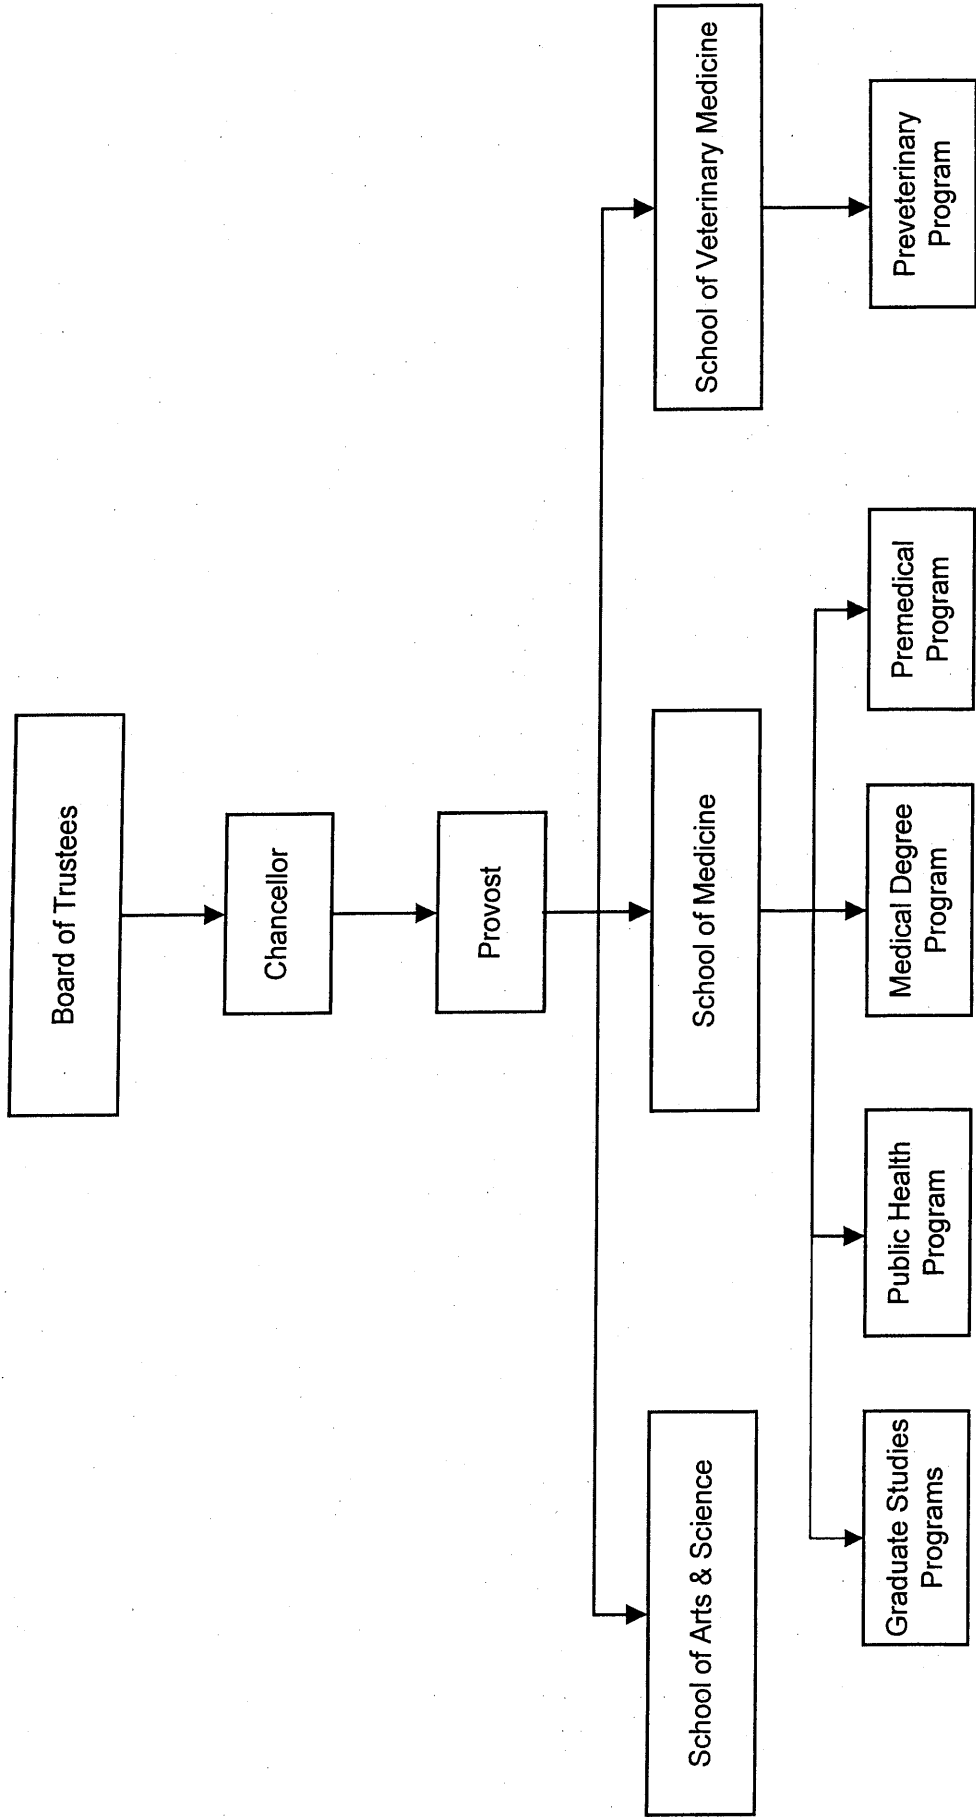 Board of Trustees
Chancellor
Provost
School of Arts & Science
School of Medicine
School of Veterinary Medicine
Graduate Studies
Programs
Public Health
Program
Medical Degree
Program
Premedical
Program
Preveterinary
Program